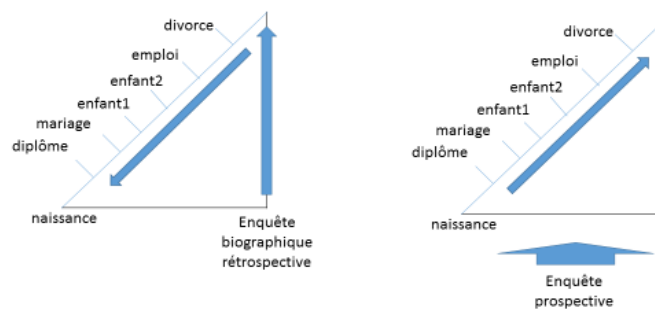 divorce
emploi
enfant2
enfant1
mariage
diplôme
naissance
Enquête
biographique
rétrospective
divorce
emploi
enfant2
enfant1
mariage
diplôme
naissance
Enquête
prospective